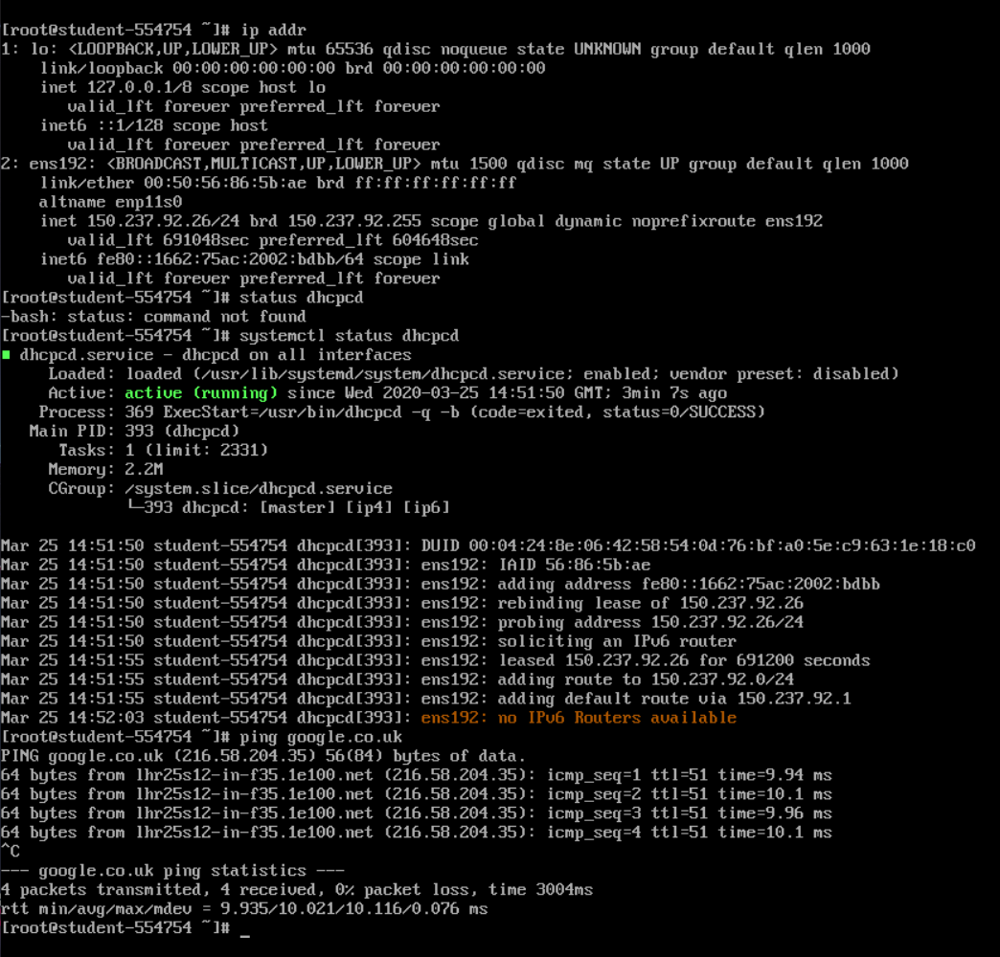 [root@student-554754 ~]# ip addr
1: lo: <LOOPBACK,UP,LOWER_UP> mtu 65536 qdisc noqueue state UNKNOWN group default qlen 1000
    link/loopback 00:00:00:00:00:00 brd 00:00:00:00:00:00
    inet 127.0.0.1/8 scope host lo
       valid_lft forever preferred_lft forever
    inet6 ::1/128 scope host
       valid_lft forever preferred_lft forever
2: ens192: <BROADCAST,MULTICAST,UP,LOWER_UP> mtu 1500 qdisc mq state UP group default qlen 1000
    link/ether 00:50:56:86:5b:ae brd ff:ff:ff:ff:ff:ff
    altname enp11s0
    inet 150.237.92.26/24 brd 150.237.92.255 scope global dynamic noprefixroute ens192
       valid_lft 691048sec preferred_lft 604648sec
    inet6 fe80::1662:75ac:2002:bdbb/64 scope link
       valid_lft forever preferred_lft forever
[root@student-554754 ~]# status dhcpcd
-bash: status: command not found
[root@student-554754 ~]# systemctl status dhcpcd
■ dhcpcd.service - dhcpcd on all interfaces
     Loaded: loaded (/usr/lib/systemd/system/dhcpcd.service; enabled; vendor preset: disabled)
     Active: active (running) since Wed 2020-03-25 14:51:50 GMT; 3min 7s ago
    Process: 369 ExecStart=/usr/bin/dhcpcd -q -b (code=exited, status=0/SUCCESS)
   Main PID: 393 (dhcpcd)
      Tasks: 1 (limit: 2331)
     Memory: 2.2M
     CGroup: /system.slice/dhcpcd.service
             └─393 dhcpcd: [master] [ip4] [ip6]

Mar 25 14:51:50 student-554754 dhcpcd[393]: DUID 00:04:24:8e:06:42:58:54:0d:76:bf:a0:5e:c9:63:1e:18:c0
Mar 25 14:51:50 student-554754 dhcpcd[393]: ens192: IAID 56:86:5b:ae
Mar 25 14:51:50 student-554754 dhcpcd[393]: ens192: adding address fe80::1662:75ac:2002:bdbb
Mar 25 14:51:50 student-554754 dhcpcd[393]: ens192: rebinding lease of 150.237.92.26
Mar 25 14:51:50 student-554754 dhcpcd[393]: ens192: probing address 150.237.92.26/24
Mar 25 14:51:50 student-554754 dhcpcd[393]: ens192: soliciting an IPv6 router
Mar 25 14:51:55 student-554754 dhcpcd[393]: ens192: leased 150.237.92.26 for 691200 seconds
Mar 25 14:51:55 student-554754 dhcpcd[393]: ens192: adding route to 150.237.92.0/24
Mar 25 14:51:55 student-554754 dhcpcd[393]: ens192: adding default route via 150.237.92.1
Mar 25 14:52:03 student-554754 dhcpcd[393]: ens192: no IPv6 Routers available
[root@student-554754 ~]# ping google.co.uk
PING google.co.uk (216.58.204.35) 56(84) bytes of data.
64 bytes from lhr25s12-in-f35.1e100.net (216.58.204.35): icmp_seq=1 ttl=51 time=9.94 ms
64 bytes from lhr25s12-in-f35.1e100.net (216.58.204.35): icmp_seq=2 ttl=51 time=10.1 ms
64 bytes from lhr25s12-in-f35.1e100.net (216.58.204.35): icmp_seq=3 ttl=51 time=9.96 ms
64 bytes from lhr25s12-in-f35.1e100.net (216.58.204.35): icmp_seq=4 ttl=51 time=10.1 ms
^C
--- google.co.uk ping statistics ---
4 packets transmitted, 4 received, 0% packet loss, time 3004ms
rtt min/avg/max/mdev = 9.935/10.021/10.116/0.076 ms
[root@student-554754 ~]# _